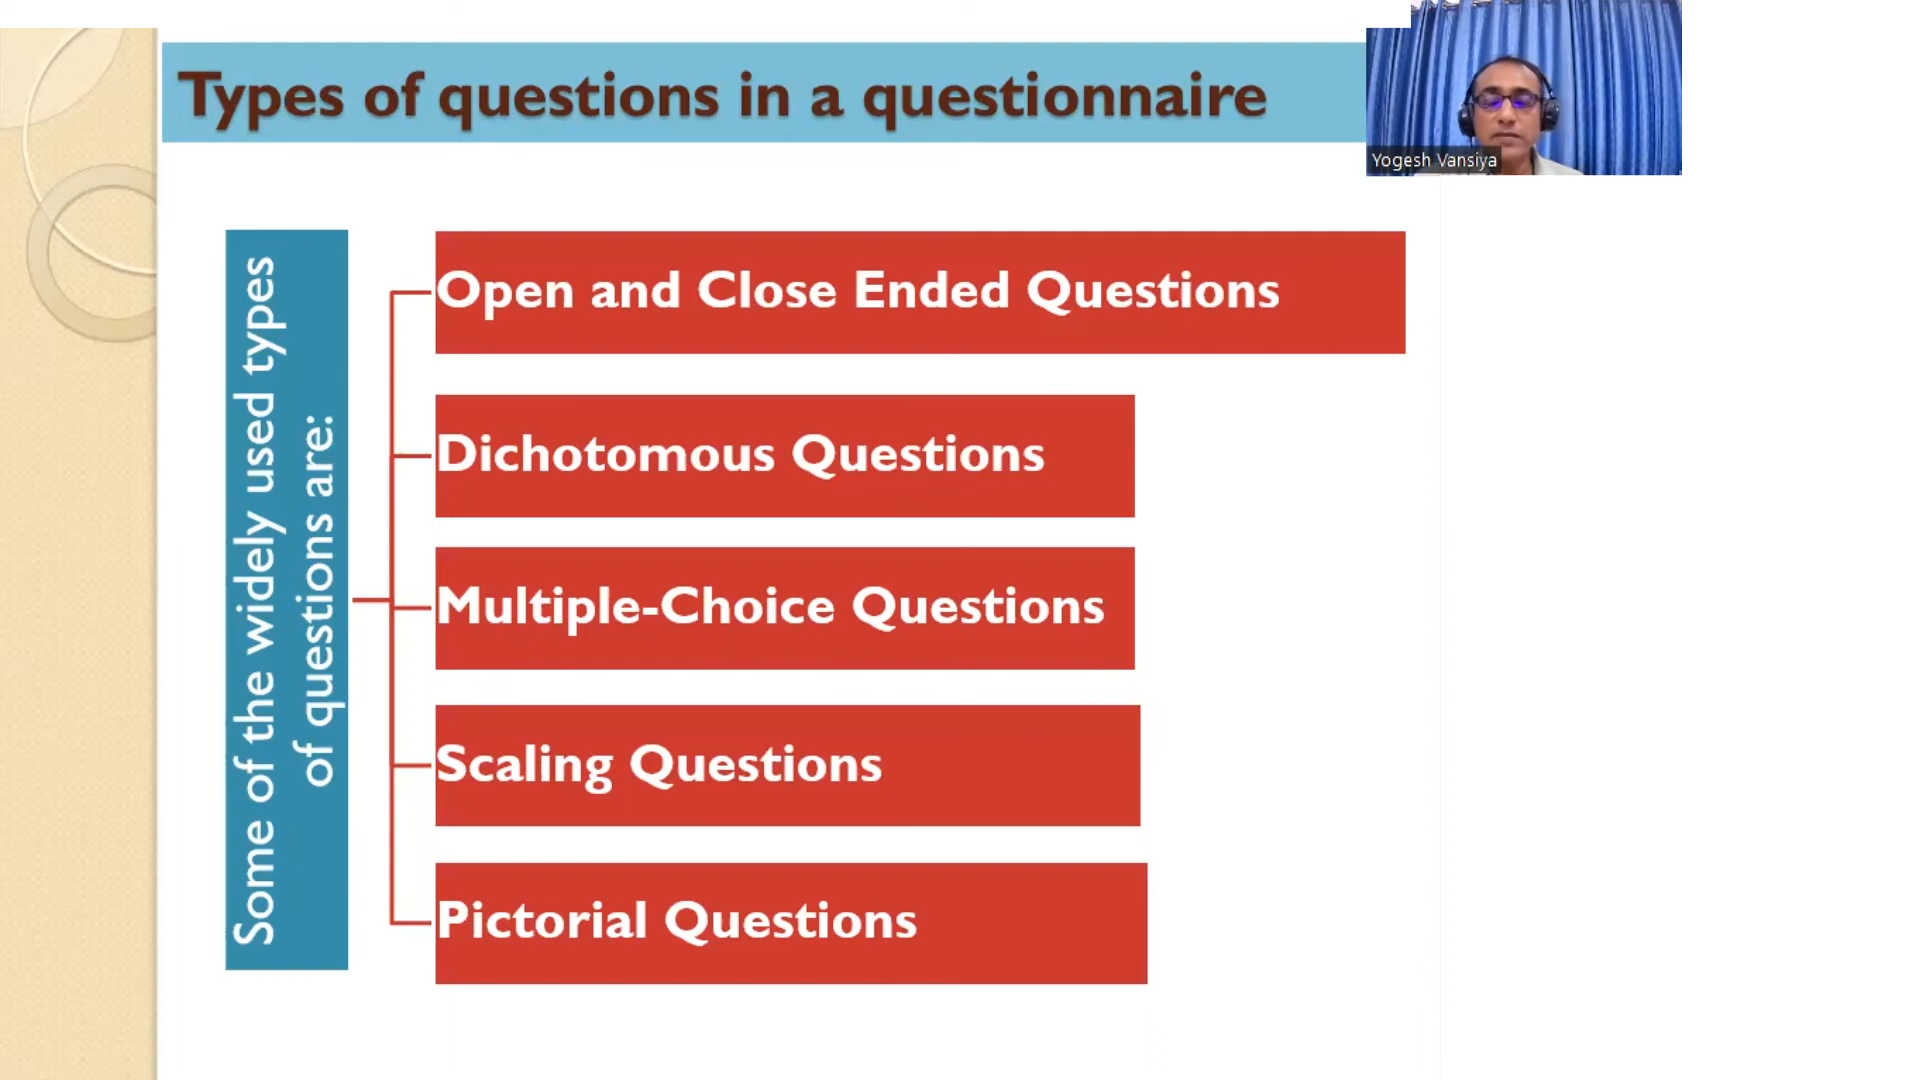 Types of questions in a questionnaire
Yogesh Vansiya
Some of the widely used types
of questions are:
Open and Close Ended Questions
Dichotomous Questions
Multiple-Choice Questions
Scaling Questions
Pictorial Questions